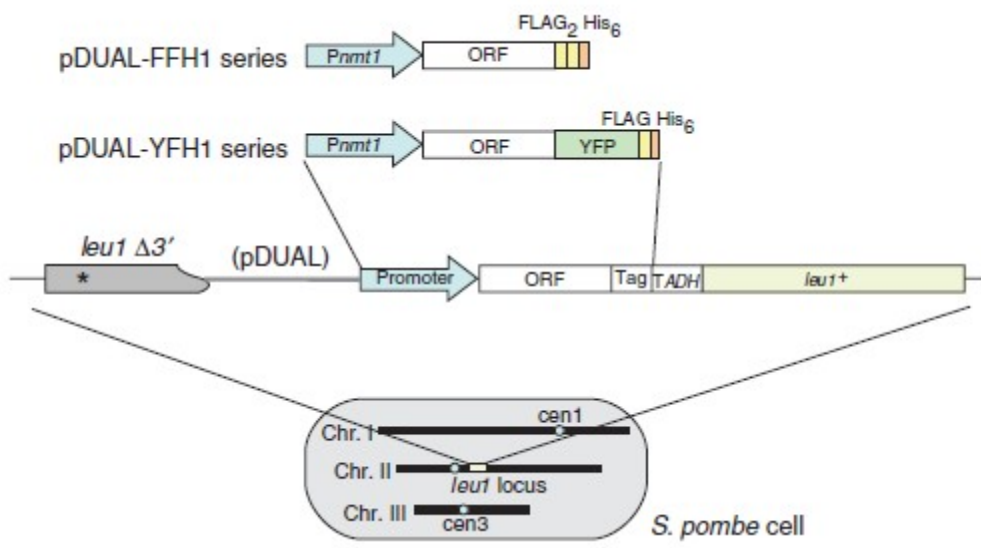 FLAG2 His6
pDUAL-FFH1 series Pnmt1 ORF
FLAG His6
pDUAL-YFH1 series Pnmt1 ORF YFP
leu1 Δ3′ (pDUAL)
* Promoter ORF Tag TADH leu1+
cen1
Chr. I
Chr. II
leu1 locus
Chr. III
cen3
S. pombe cell